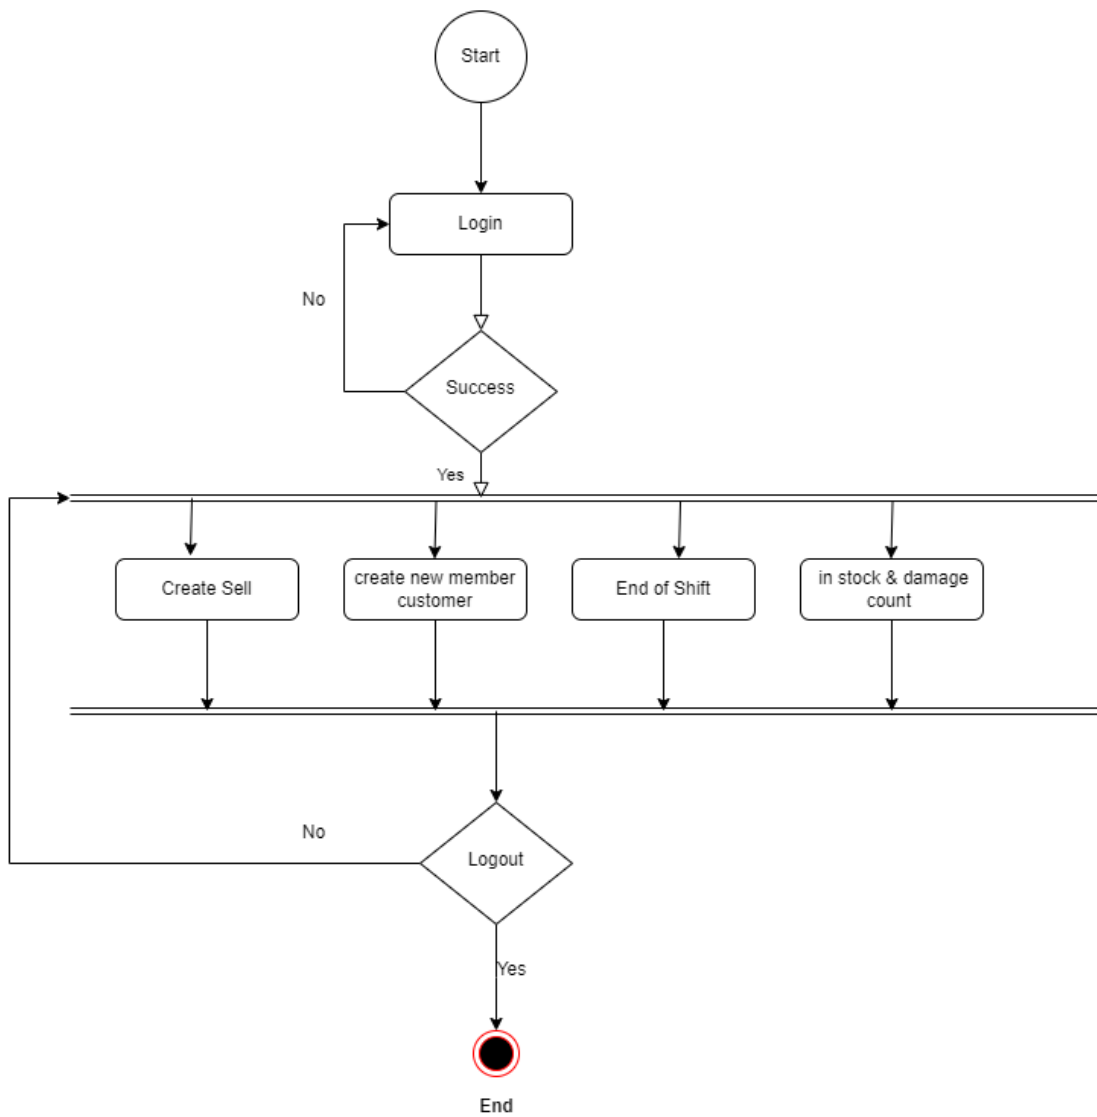 Start
Login
No
Success
Yes
Create Sell
create new member
customer
End of Shift
in stock & damage
count
No
Logout
Yes
End